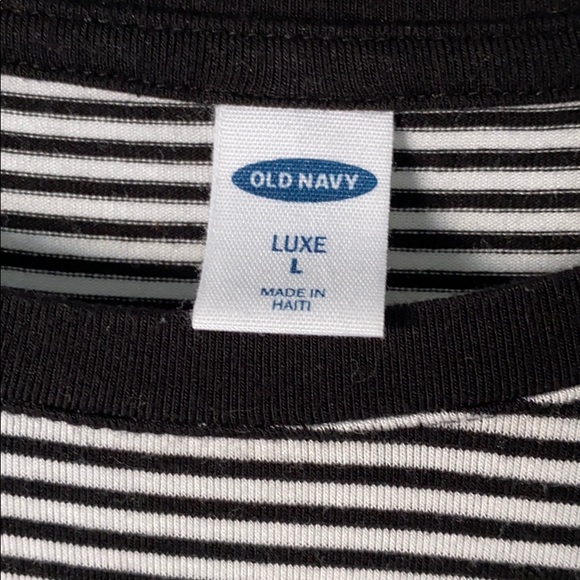 OLD NAVY
LUXE
L
MADE IN
HAITI